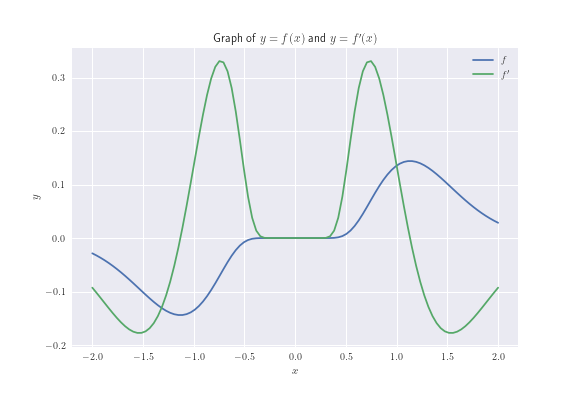 Graph of y = f(x) and y = f′(x)
f
f′
y
0.3
0.2
0.1
0.0
−0.1
−0.2
−2.0 −1.5 −1.0 −0.5 0.0 0.5 1.0 1.5 2.0
x